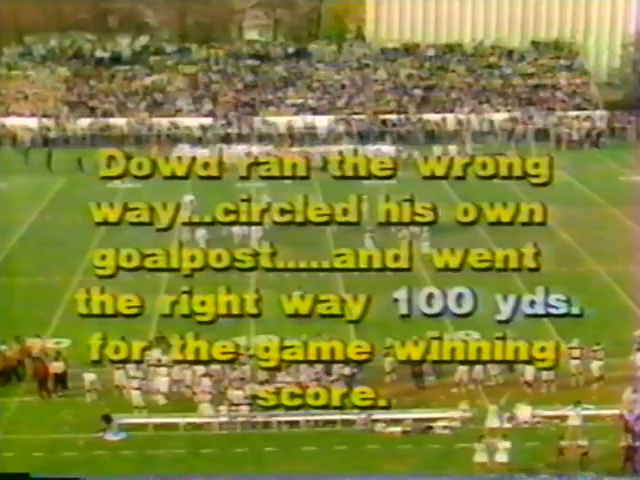 Dowd ran the wrong
way...circled his own
goalpost.....and went
the right way 100 yds.
for the game winning
score.